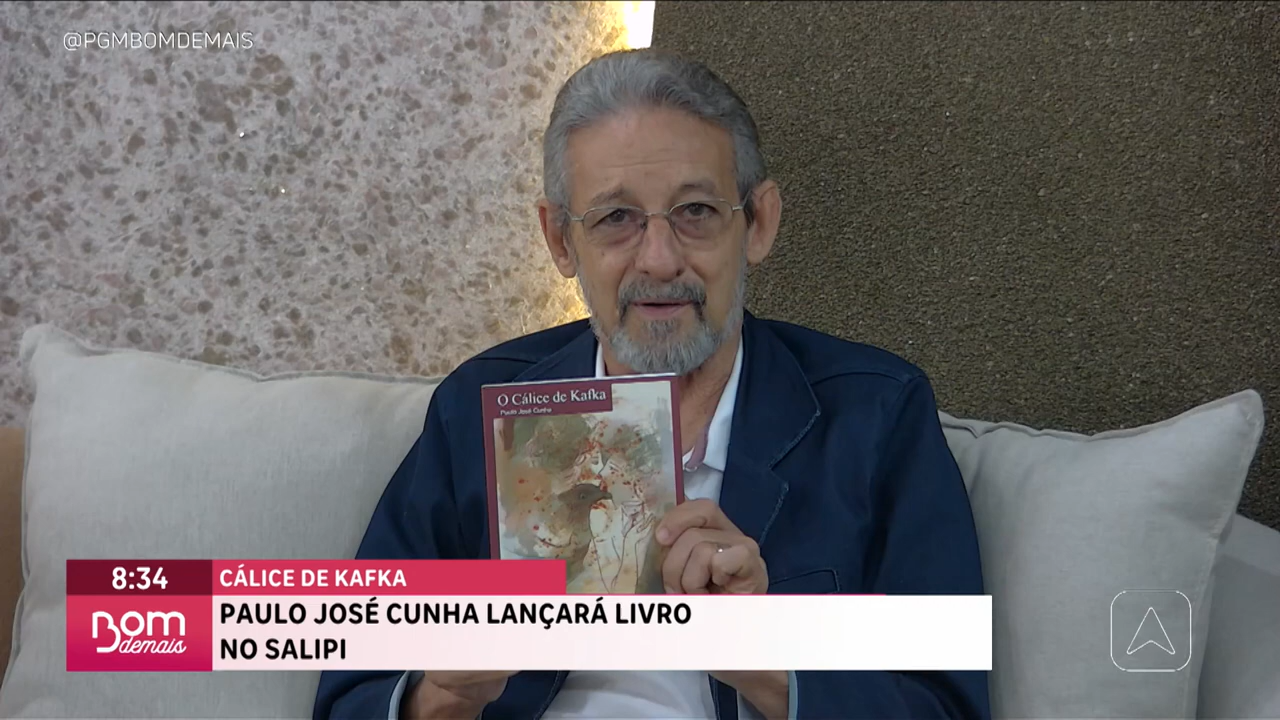 @PGMBOMDEMAIS
O Cálice de Kafka
Paulo José Cunha
8:34
CÁLICE DE KAFKA
Bom
demais
PAULO JOSÉ CUNHA LANÇARÁ LIVRO
NO SALIPI